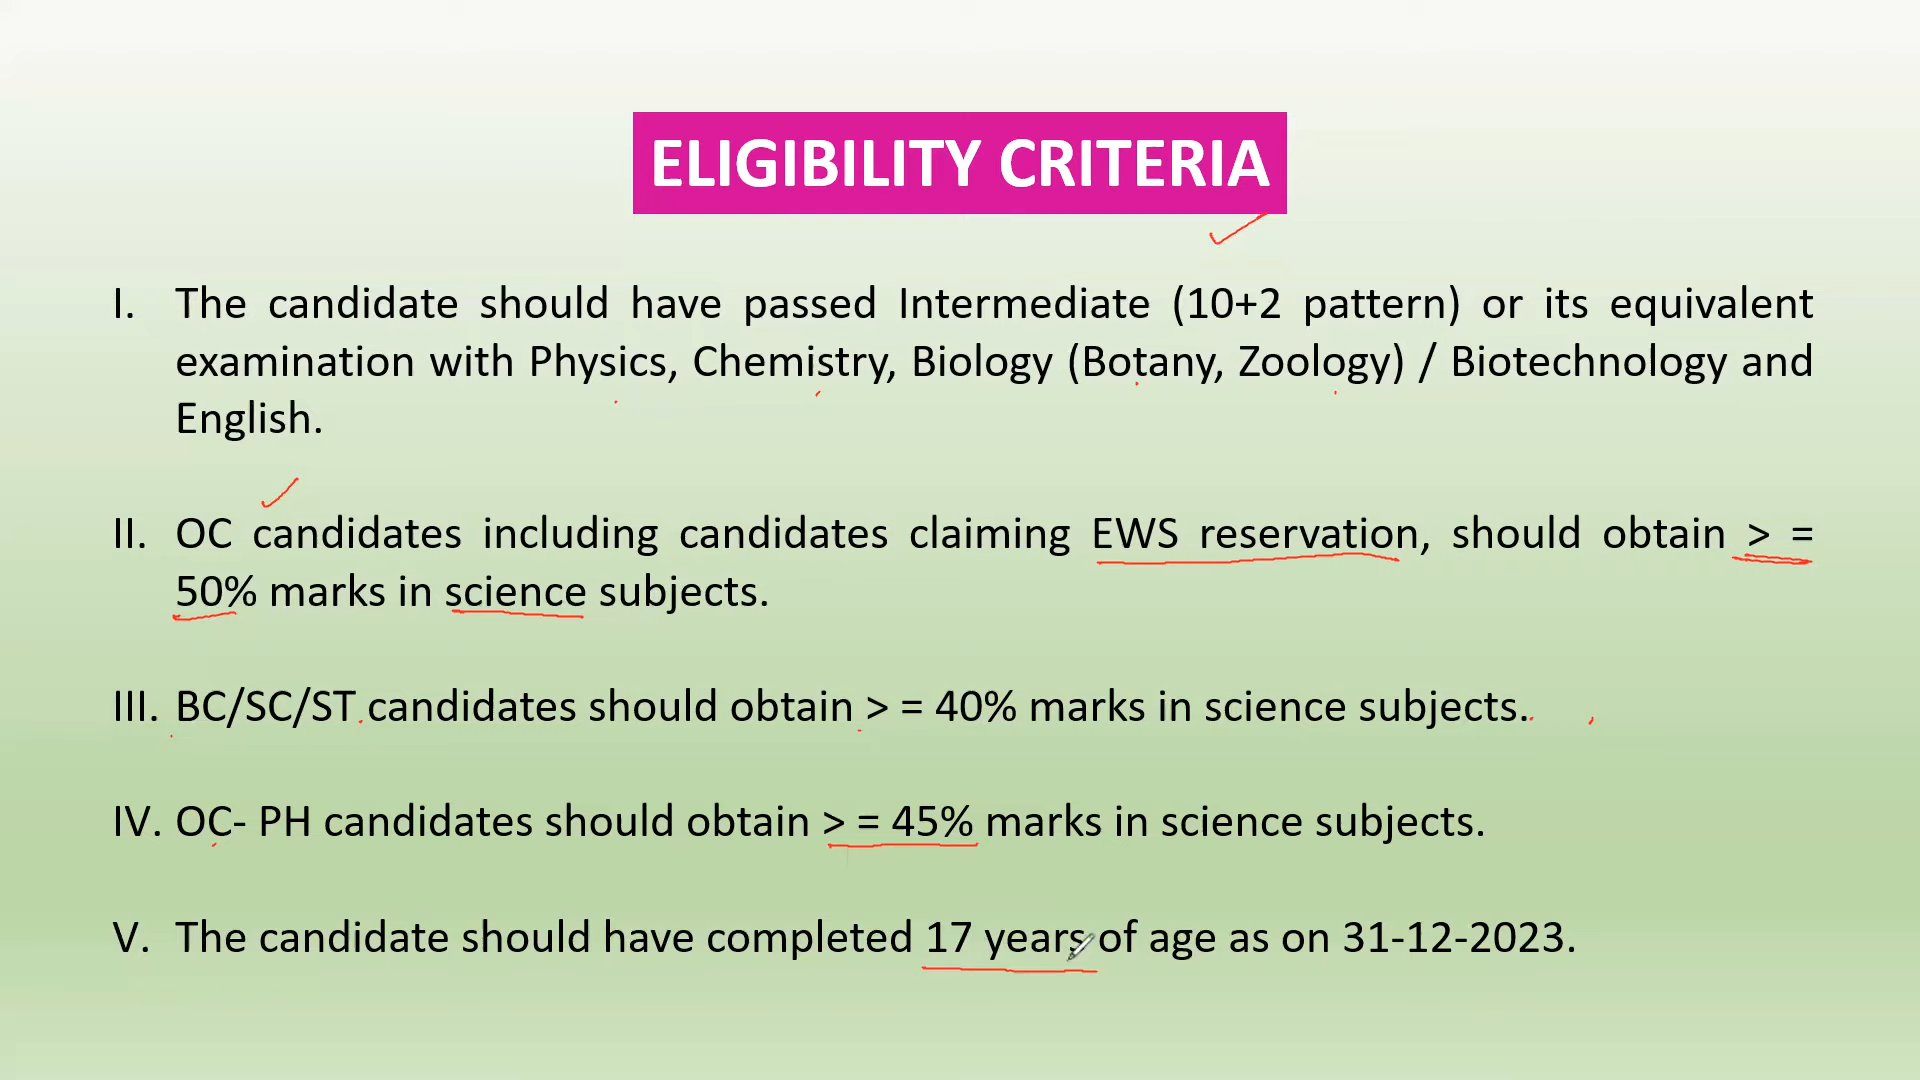 ELIGIBILITY CRITERIA
I. The candidate should have passed Intermediate (10+2 pattern) or its equivalent
examination with Physics, Chemistry, Biology (Botany, Zoology) / Biotechnology and
English.
II. OC candidates including candidates claiming EWS reservation, should obtain > =
50% marks in science subjects.
III. BC/SC/ST candidates should obtain > = 40% marks in science subjects.
IV. OC- PH candidates should obtain > = 45% marks in science subjects.
V. The candidate should have completed 17 years of age as on 31-12-2023.